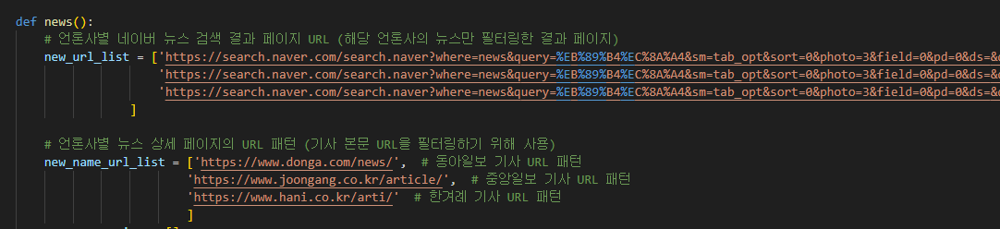 def news():
# 언론사별 네이버 뉴스 검색 결과 페이지 URL (해당 언론사의 뉴스만 필터링한 결과 페이지)
new_url_list = ['https://search.naver.com/search.naver?where=news&query=%EB%89%B4%EC%8A%A4&sm=tab_opt&sort=0&photo=3&field=0&pd=0&ds=&
'https://search.naver.com/search.naver?where=news&query=%EB%89%B4%EC%8A%A4&sm=tab_opt&sort=0&photo=3&field=0&pd=0&ds=&
'https://search.naver.com/search.naver?where=news&query=%EB%89%B4%EC%8A%A4&sm=tab_opt&sort=0&photo=3&field=0&pd=0&ds=&
]
# 언론사별 뉴스 상세 페이지의 URL 패턴 (기사 본문 URL을 필터링하기 위해 사용)
new_name_url_list = ['https://www.donga.com/news/', # 동아일보 기사 URL 패턴
'https://www.joongang.co.kr/article/', # 중앙일보 기사 URL 패턴
'https://www.hani.co.kr/arti/' # 한겨레 기사 URL 패턴
]